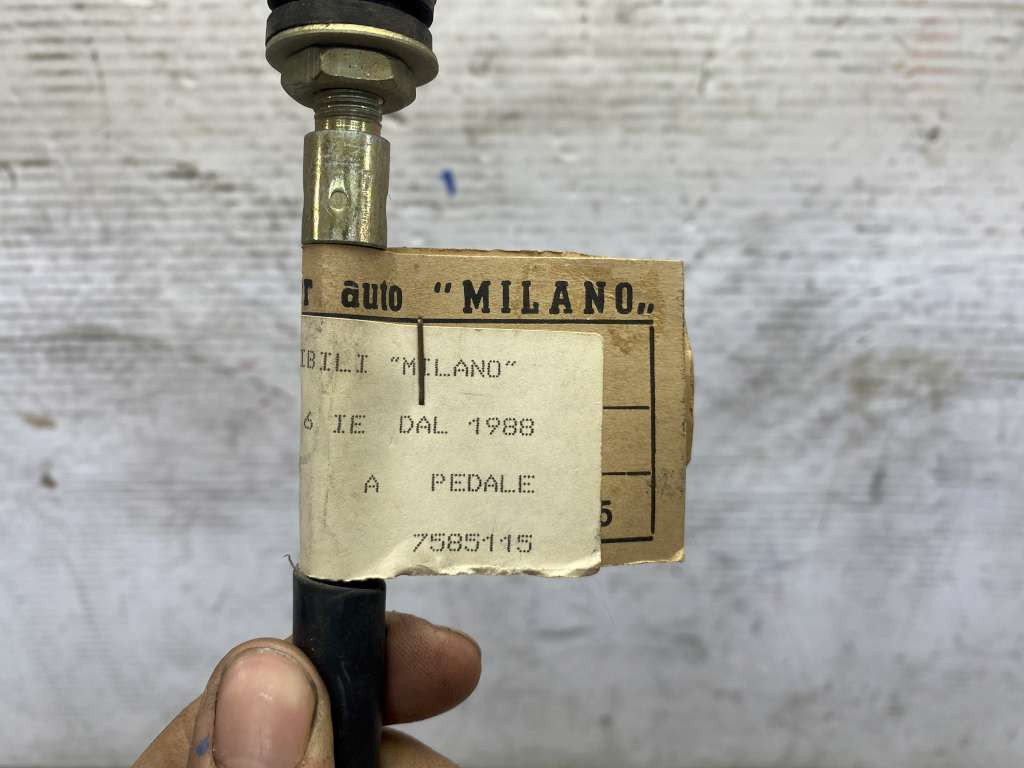 r auto "MILANO„
IBILI "MILANO"
6 IE DAL 1988
A PEDALE
7585115
5